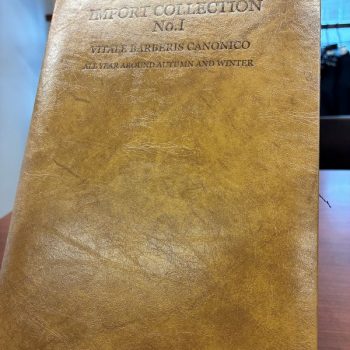 IMPORT COLLECTION
No.1
VITALE BARBERIS CANONICO
ALL YEAR AROUND AUTUMN AND WINTER